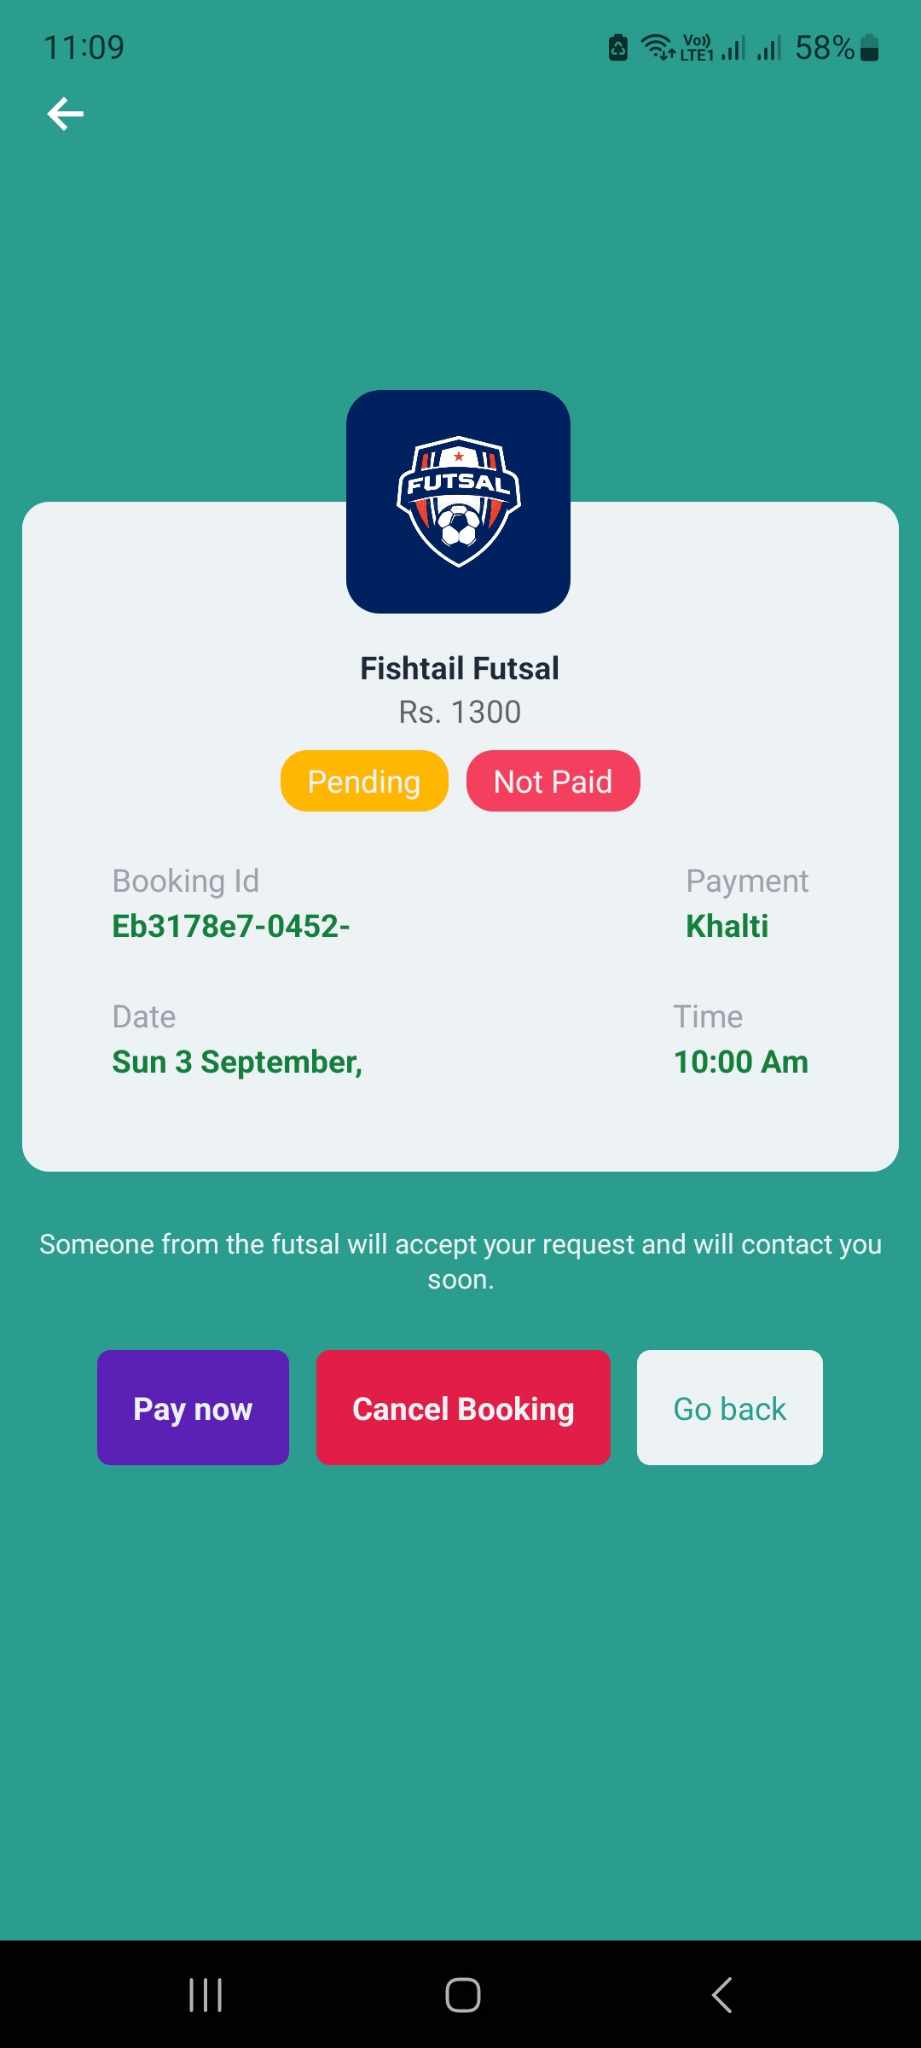 11:09
Vo))
LTE1
58%
FUTSAL
Fishtail Futsal
Rs. 1300
Pending Not Paid
Booking Id Payment
Eb3178e7-0452- Khalti
Date Time
Sun 3 September, 10:00 Am
Someone from the futsal will accept your request and will contact you
soon.
Pay now Cancel Booking Go back